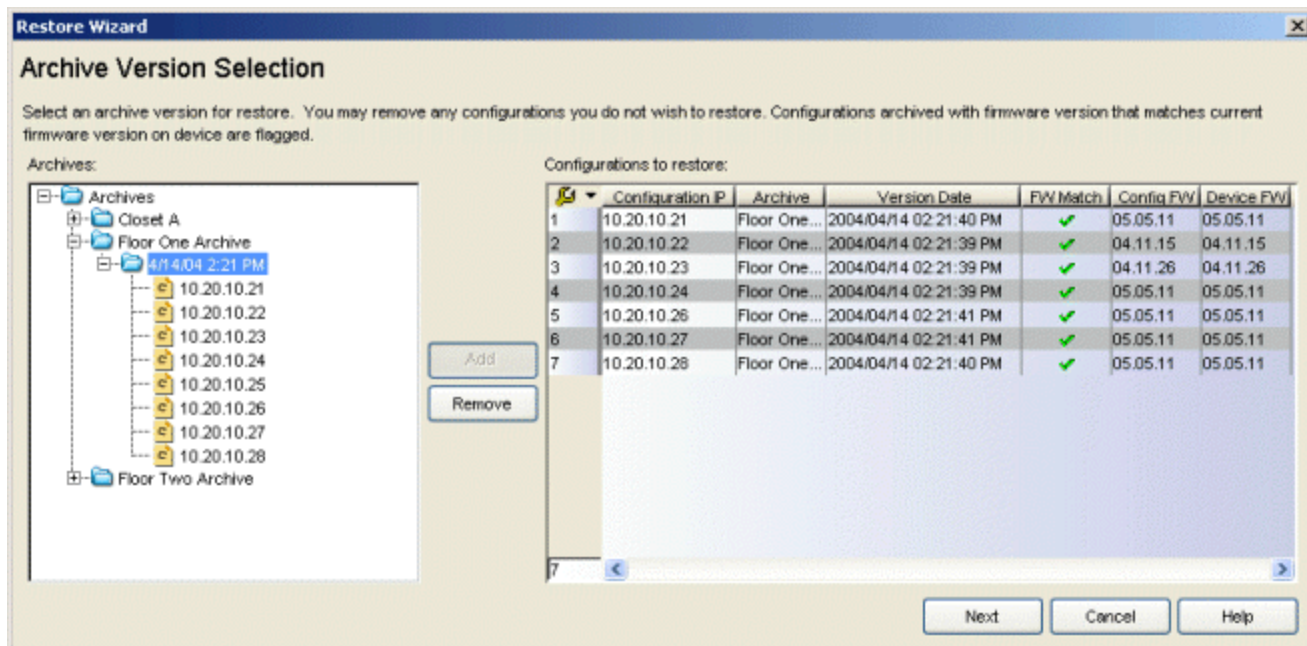 Restore Wizard
Archive Version Selection
Select an archive version for restore. You may remove any configurations you do not wish to restore. Configurations archived with firmware version that matches current
firmware version on device are flagged.
Archives:
Archives
Closet A
Floor One Archive
4/14/04 2:21 PM
10.20.10.21
10.20.10.22
10.20.10.23
10.20.10.24
10.20.10.25
10.20.10.26
10.20.10.27
10.20.10.28
Floor Two Archive
Add
Remove
Configurations to restore:
Configuration IP Archive Version Date FW Match Config FW Device FW
1 10.20.10.21 Floor One... 2004/04/14 02:21:40 PM 05.05.11 05.05.11
2 10.20.10.22 Floor One... 2004/04/14 02:21:39 PM 04.11.15 04.11.15
3 10.20.10.23 Floor One... 2004/04/14 02:21:39 PM 04.11.26 04.11.26
4 10.20.10.24 Floor One... 2004/04/14 02:21:39 PM 05.05.11 05.05.11
5 10.20.10.26 Floor One... 2004/04/14 02:21:41 PM 05.05.11 05.05.11
6 10.20.10.27 Floor One... 2004/04/14 02:21:41 PM 05.05.11 05.05.11
7 10.20.10.28 Floor One... 2004/04/14 02:21:40 PM 05.05.11 05.05.11
7
Next Cancel Help